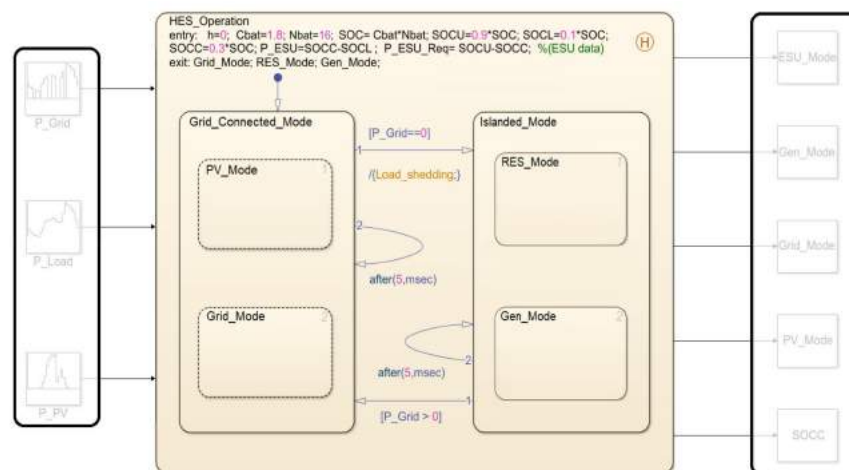 HES_Operation
entry: h=0; Cbat=1.8; Nbat=16; SOC= Cbat*Nbat; SOCU=0.9*SOC; SOCL=0.1*SOC;
SOCC=0.3*SOC; P_ESU=SOCC-SOCL ; P_ESU_Req= SOCU-SOCC; %(ESU data)
exit: Grid_Mode; RES_Mode; Gen_Mode;
H
P_Grid
P_Load
P_PV
Grid_Connected_Mode
PV_Mode
1
Grid_Mode
2
[P_Grid==0]
1
/{Load_shedding;}
2
after(5,msec)
Islanded_Mode
RES_Mode
1
Gen_Mode
2
2
after(5,msec)
1
[P_Grid > 0]
ESU_Mode
Gen_Mode
Grid_Mode
PV_Mode
SOCC